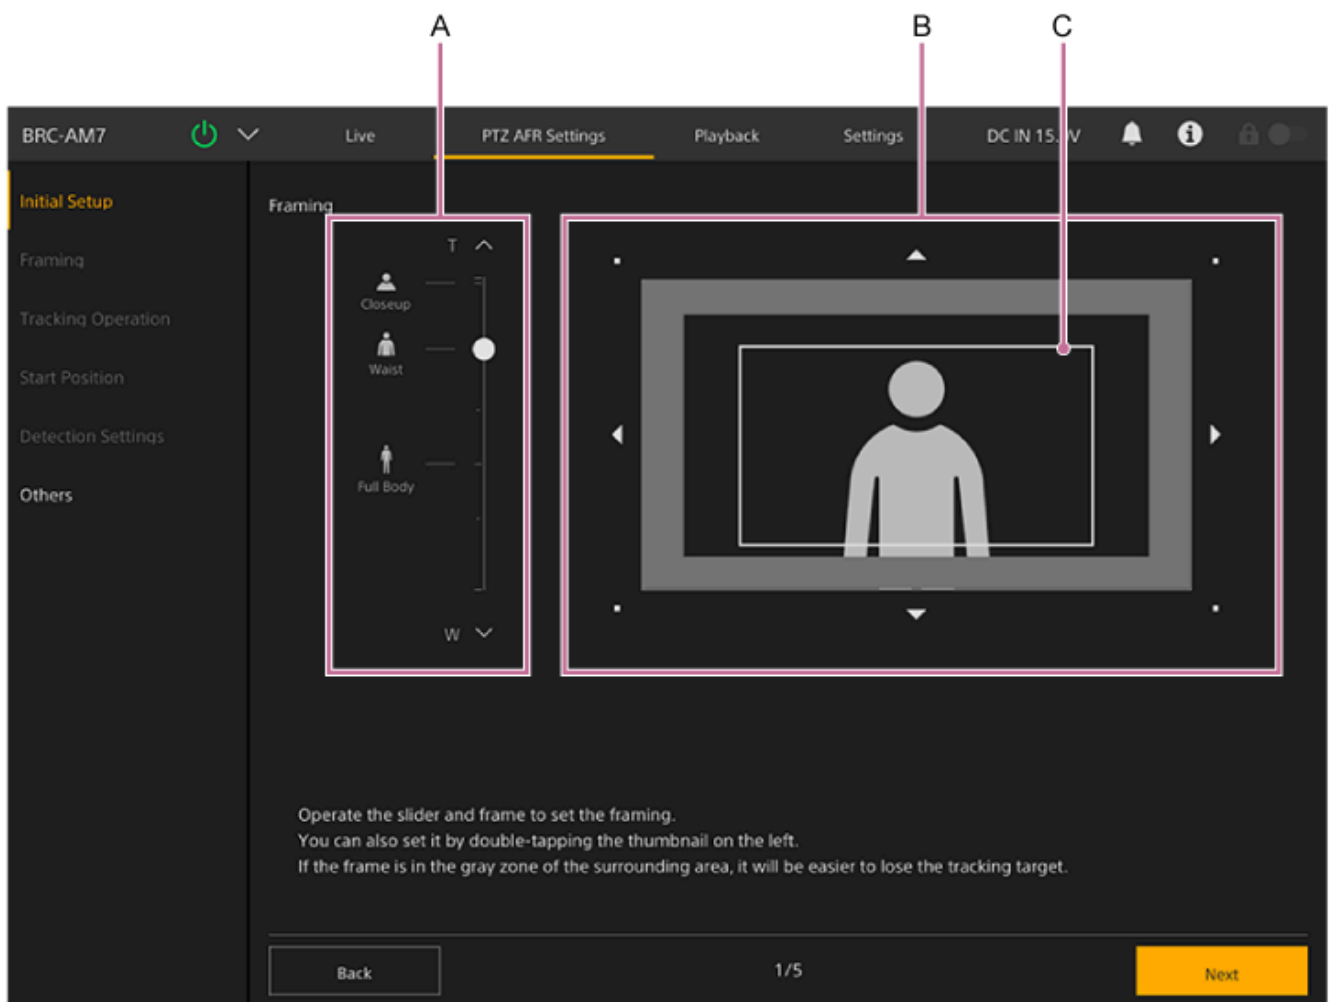 A B C
BRC-AM7 Live PTZ AFR Settings Playback Settings DC IN 15. V
Initial Setup
Framing
Tracking Operation
Start Position
Detection Settings
Others
Framing
T
Closeup
Waist
Full Body
W
Operate the slider and frame to set the framing.
You can also set it by double-tapping the thumbnail on the left.
If the frame is in the gray zone of the surrounding area, it will be easier to lose the tracking target.
Back 1/5 Next